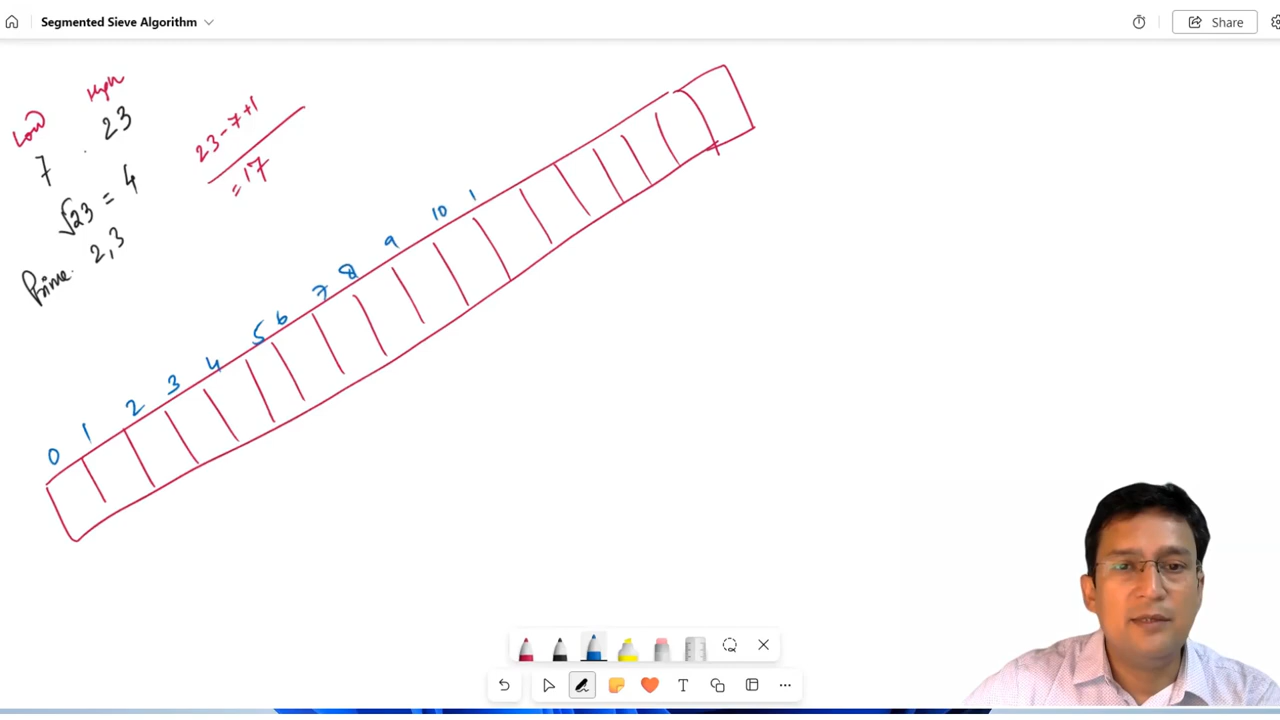 Segmented Sieve Algorithm
Share
Low High
7 . 23
√23 = 4
Prime. 2,3
23-7+1
=17
0 1 2 3 4 5 6 7 8 9 10 1